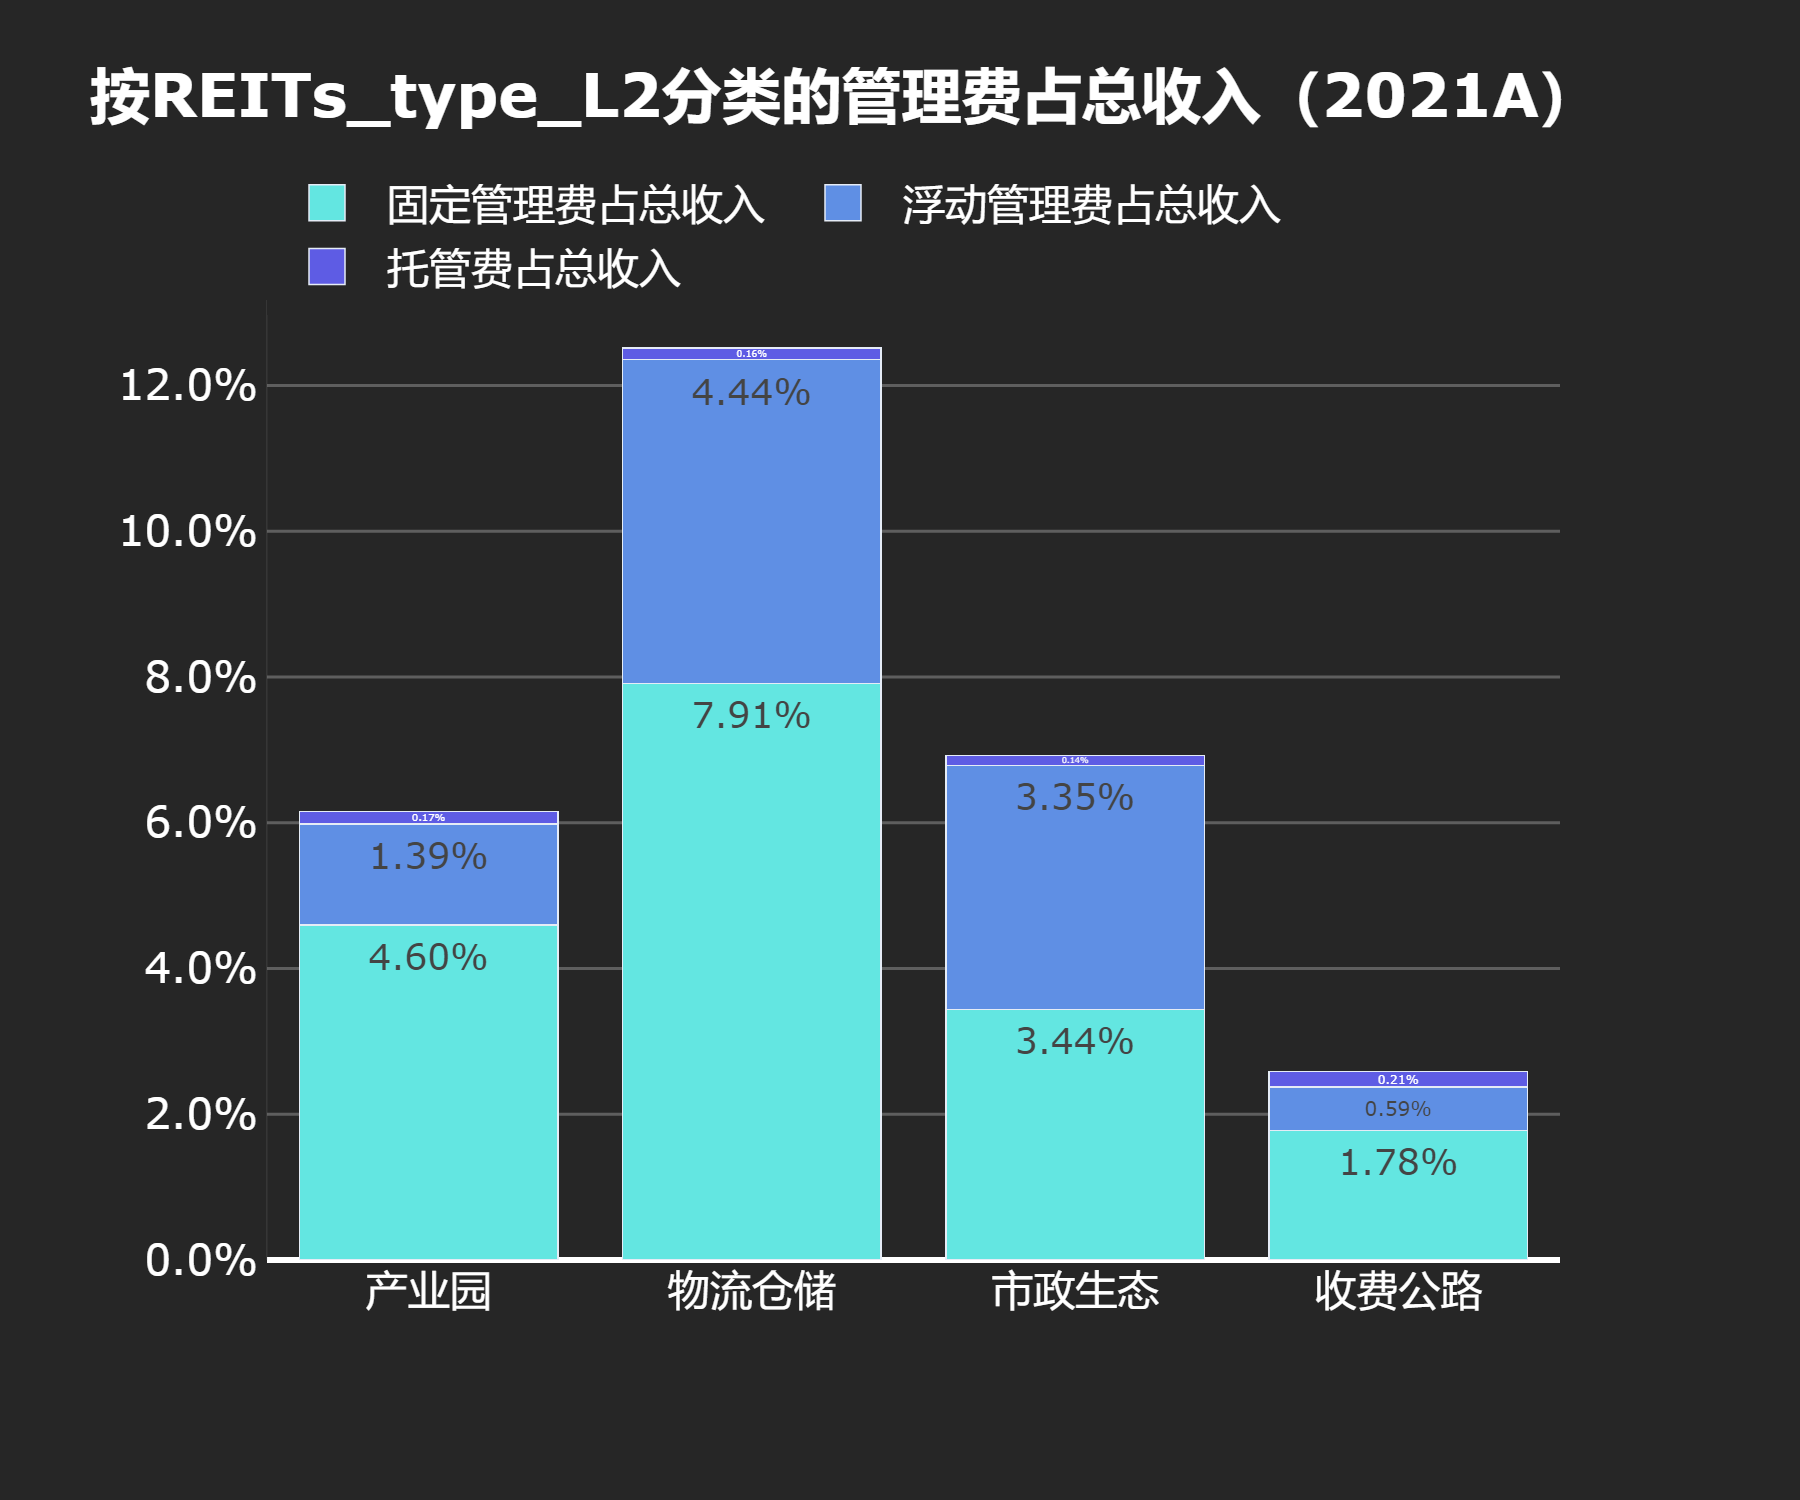 按REITs_type_L2分类的管理费占总收入（2021A）
固定管理费占总收入
浮动管理费占总收入
托管费占总收入
12.0%
10.0%
8.0%
6.0%
4.0%
2.0%
0.0%
0.17%
1.39%
4.60%
0.16%
4.44%
7.91%
0.14%
3.35%
3.44%
0.21%
0.59%
1.78%
产业园
物流仓储
市政生态
收费公路